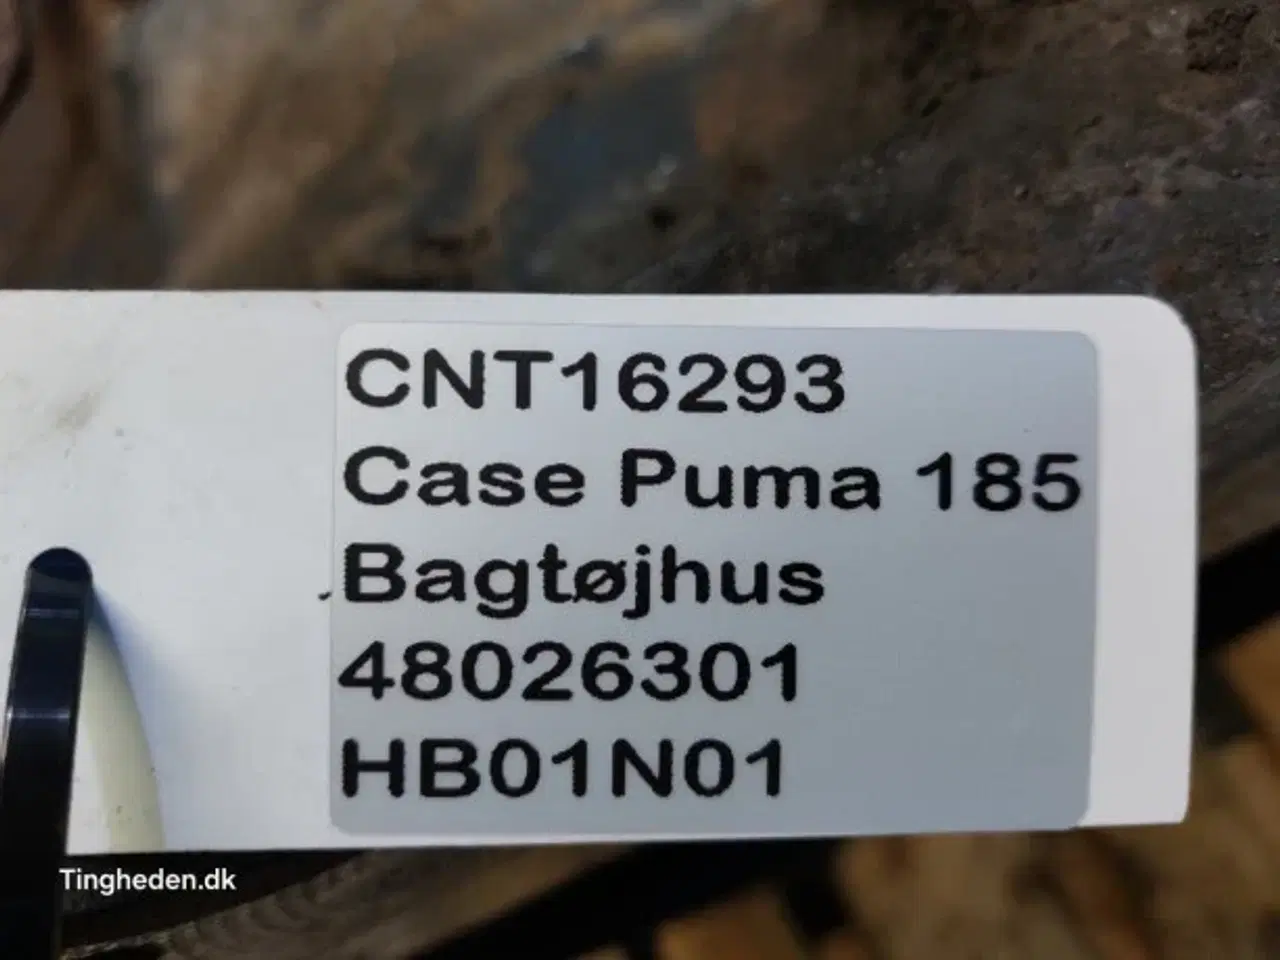 CNT16293
Case Puma 185
Bagtøjhus
48026301
HB01N01
Tingheden.dk